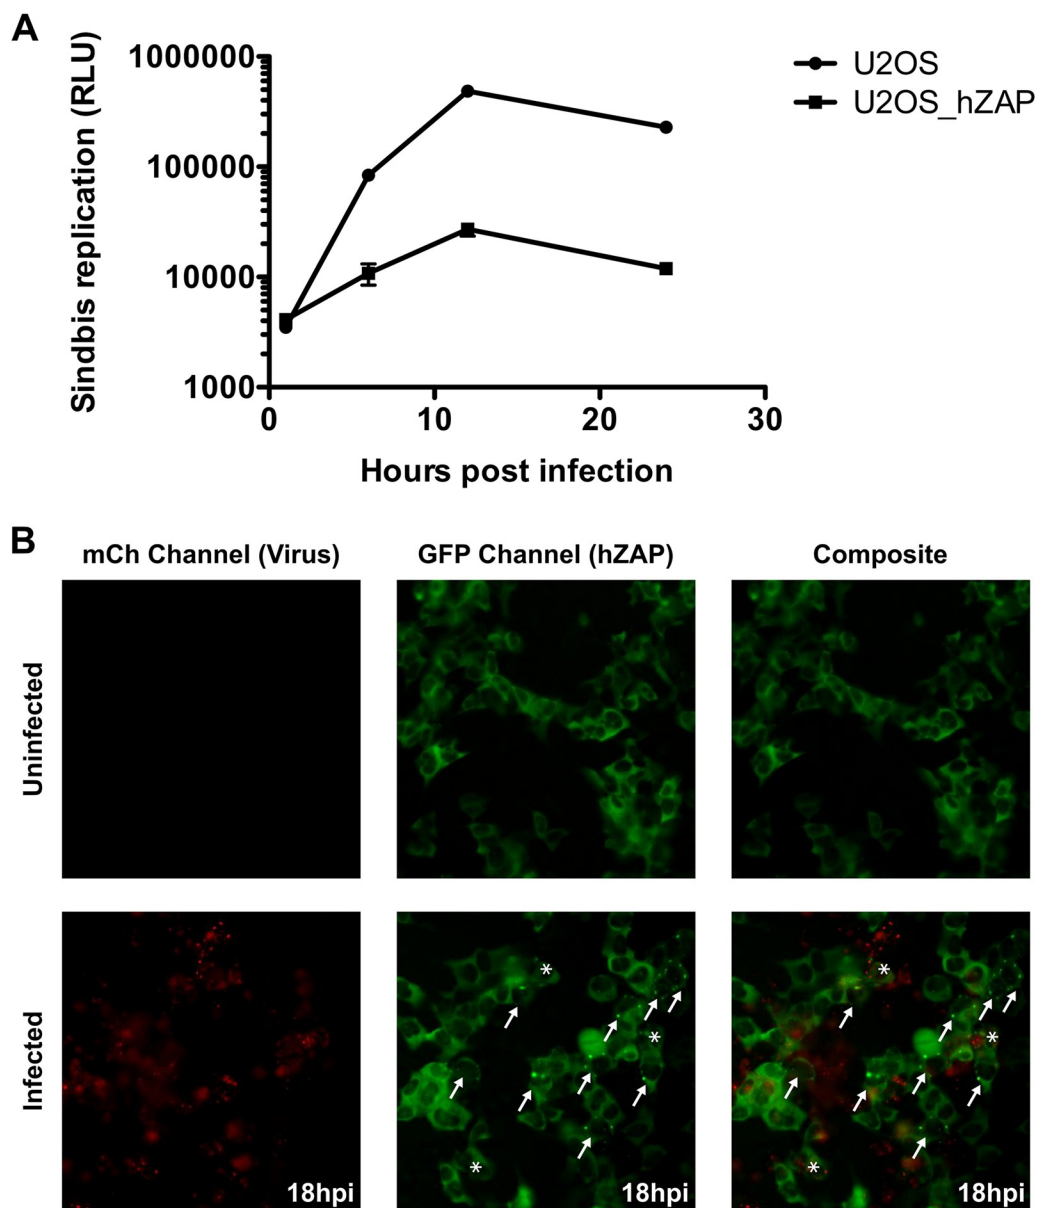 A
Sindbis replication (RLU)
1000000
100000
10000
1000
0
10
20
30
Hours post infection
U2OS
U2OS_hZAP
B
mCh Channel (Virus)
GFP Channel (hZAP)
Composite
Uninfected
Infected
*
*
*
*
*
*
18hpi
18hpi
18hpi